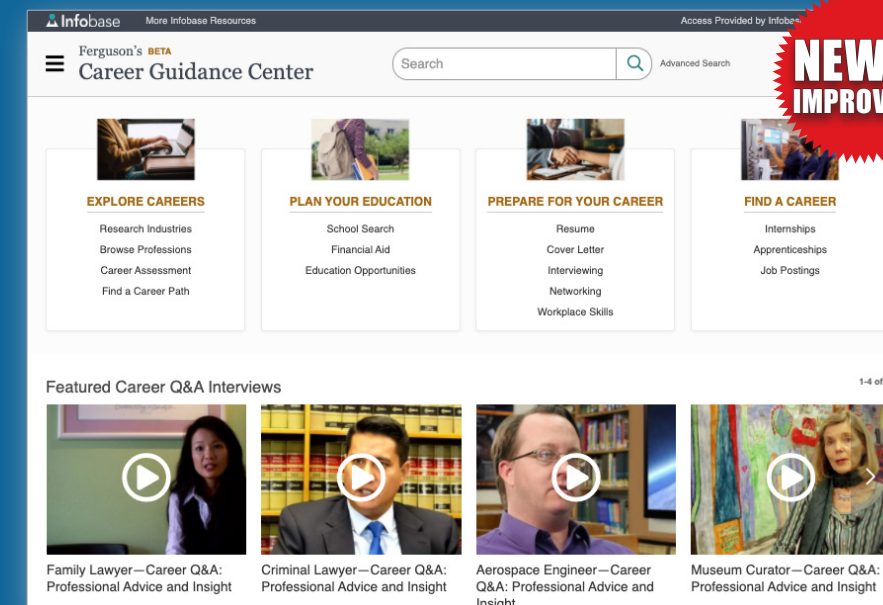 Infobase More Infobase Resources Access Provided by
NEW
Ferguson's BETA
Career Guidance Center
Search
Advanced Search
EXPLORE CAREERS
Research Industries
Browse Professions
Career Assessment
Find a Career Path
PLAN YOUR EDUCATION
School Search
Financial Aid
Education Opportunities
PREPARE FOR YOUR CAREER
Resume
Cover Letter
Interviewing
Networking
Workplace Skills
FIND A CAREER
Internships
Apprenticeships
Job Postings
Featured Career Q&A Interviews
1-4 of
Family Lawyer—Career Q&A:
Professional Advice and Insight
Criminal Lawyer—Career Q&A:
Professional Advice and Insight
Aerospace Engineer—Career
Q&A: Professional Advice and
Insight
Museum Curator—Career Q&A:
Professional Advice and Insight